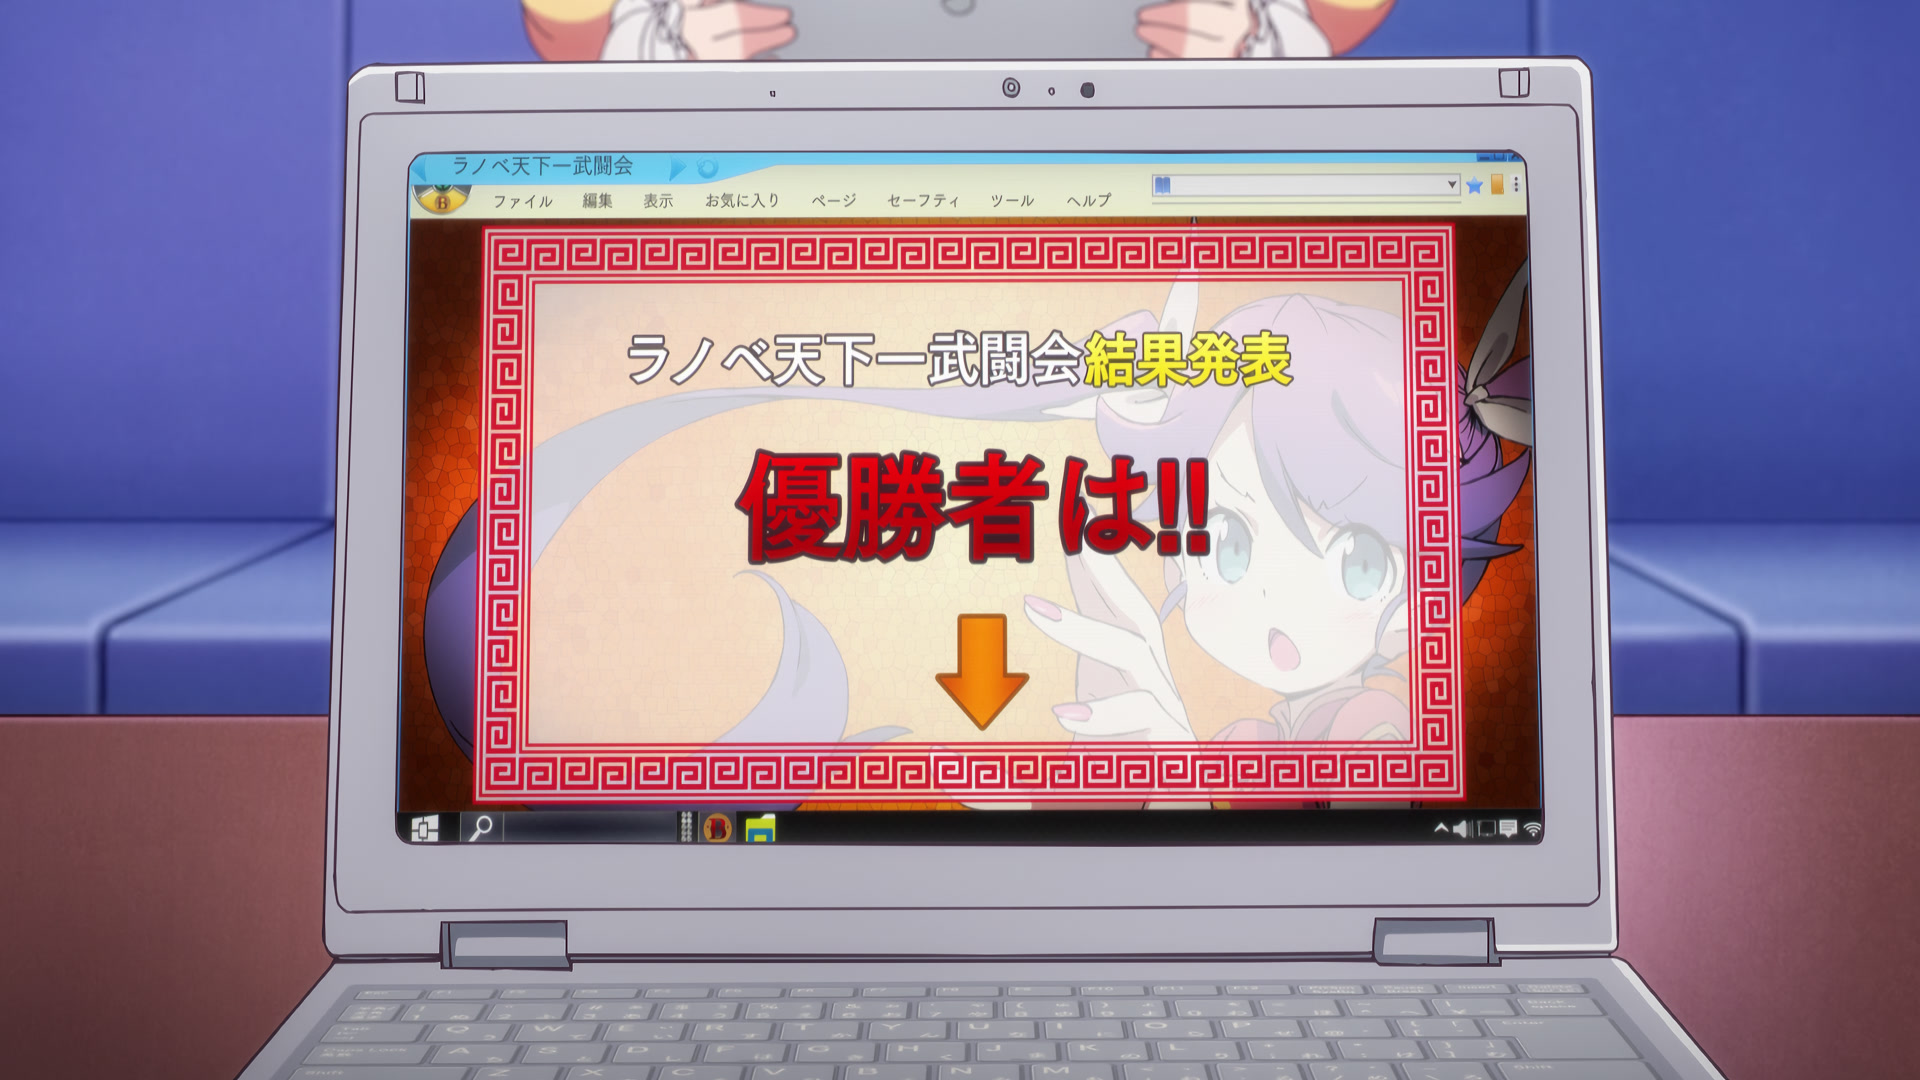 ラノベ天下一武闘会
ファイル 編集 表示 お気に入り ページ セーフティ ツール ヘルプ
B
ラノベ天下一武闘会結果発表
優勝者は!!
B
Q W E R T Y U I O P
A S D F G H J K L
Z X C V B N M